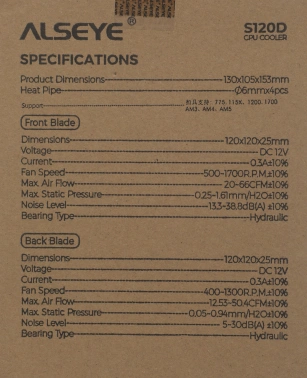 ALSEYE®
S120D
CPU COOLER
SPECIFICATIONS
Product Dimensions 130x105x153mm
Heat Pipe Ø6mmx4pcs
Support 775, 115X, 1200, 1700
AM3, AM4, AM5
Front Blade
Dimensions 120x120x25mm
Voltage DC 12V
Current 0.3A±10%
Fan Speed 500-1700R.P.M.±10%
Max. Air Flow 20-66CFM±10%
Max. Static Pressure 0.25-1.61mm/H2O±10%
Noise Level 13.3-38.8dB(A) ±10%
Bearing Type Hydraulic
Back Blade
Dimensions 120x120x25mm
Voltage DC 12V
Current 0.3A±10%
Fan Speed 400-1300R.P.M.±10%
Max. Air Flow 12.53-50.4CFM±10%
Max. Static Pressure 0.05-0.94mm/H2O±10%
Noise Level 5-30dB(A) ±10%
Bearing Type Hydraulic